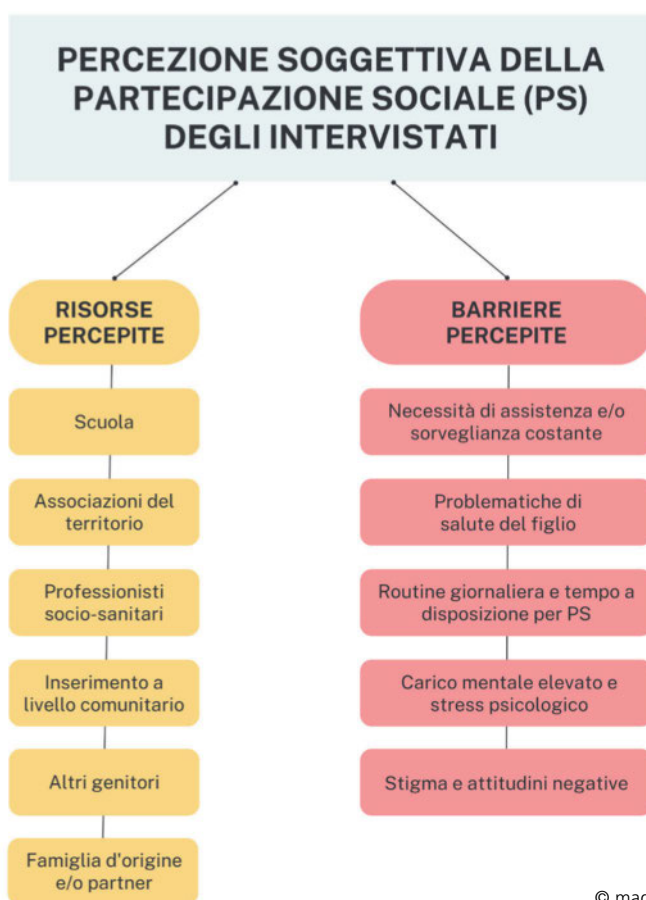 PERCEZIONE SOGGETTIVA DELLA
PARTECIPAZIONE SOCIALE (PS)
DEGLI INTERVISTATI
RISORSE
PERCEPITE
Scuola
Associazioni del
territorio
Professionisti
socio-sanitari
Inserimento a
livello comunitario
Altri genitori
Famiglia d'origine
e/o partner
BARRIERE
PERCEPITE
Necessità di assistenza e/o
sorveglianza costante
Problematiche di
salute del figlio
Routine giornaliera e tempo a
disposizione per PS
Carico mentale elevato e
stress psicologico
Stigma e attitudini negative
©